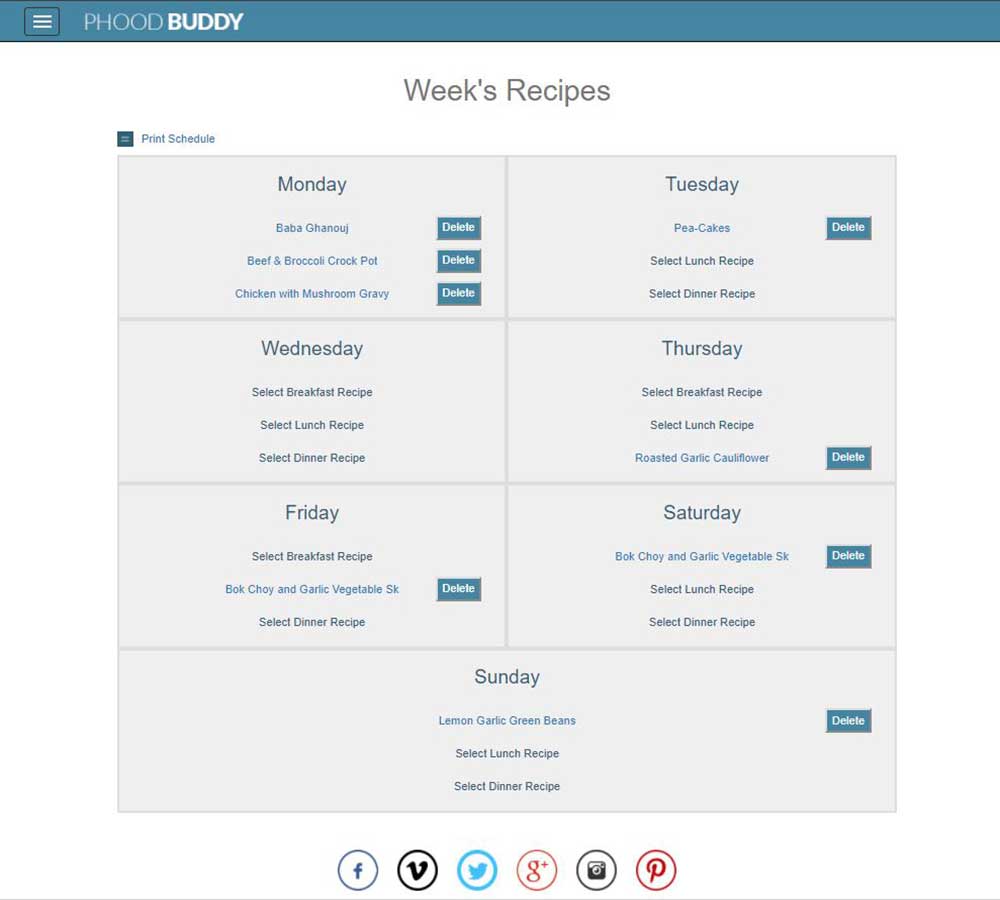 PHOOD BUDDY
Week's Recipes
Print Schedule
Monday
Baba Ghanouj Delete
Beef & Broccoli Crock Pot Delete
Chicken with Mushroom Gravy Delete
Tuesday
Pea-Cakes Delete
Select Lunch Recipe
Select Dinner Recipe
Wednesday
Select Breakfast Recipe
Select Lunch Recipe
Select Dinner Recipe
Thursday
Select Breakfast Recipe
Select Lunch Recipe
Roasted Garlic Cauliflower Delete
Friday
Select Breakfast Recipe
Bok Choy and Garlic Vegetable Sk Delete
Select Dinner Recipe
Saturday
Bok Choy and Garlic Vegetable Sk Delete
Select Lunch Recipe
Select Dinner Recipe
Sunday
Lemon Garlic Green Beans Delete
Select Lunch Recipe
Select Dinner Recipe